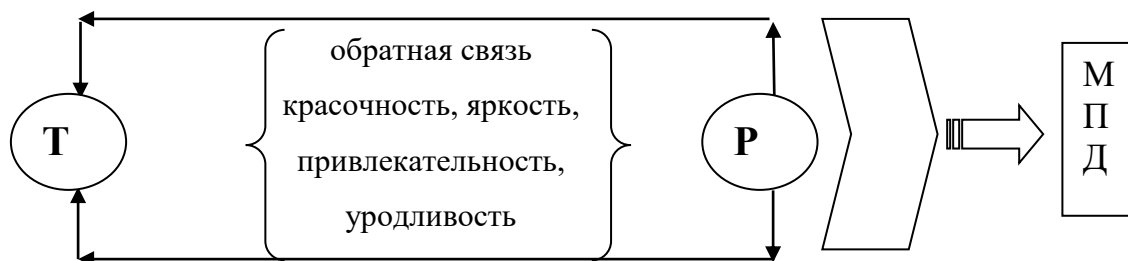 обратная связь
красочность, яркость,
привлекательность,
уродливость
Т
Р
М
П
Д